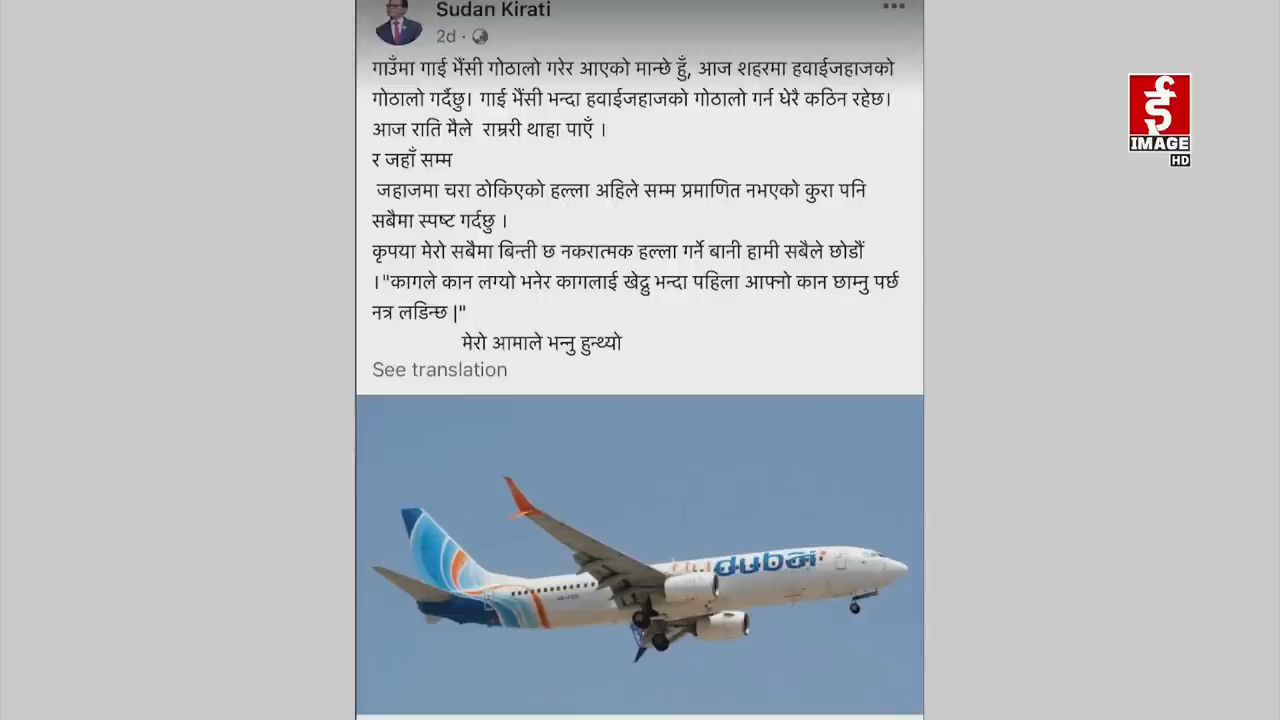 Sudan Kirati
2d ·
गाउँमा गाई भैंसी गोठालो गरेर आएको मान्छे हुँ, आज शहरमा हवाईजहाजको
गोठालो गर्दैछु। गाई भैंसी भन्दा हवाईजहाजको गोठालो गर्न धेरै कठिन रहेछ।
आज राति मैले राम्ररी थाहा पाएँ ।
र जहाँ सम्म
जहाजमा चरा ठोकिएको हल्ला अहिले सम्म प्रमाणित नभएको कुरा पनि
सबैमा स्पष्ट गर्दछु ।
कृपया मेरो सबैमा बिन्ती छ नकरात्मक हल्ला गर्ने बानी हामी सबैले छोडौं
।"कागले कान लग्यो भनेर कागलाई खेद्नु भन्दा पहिला आफ्नो कान छाम्नु पर्छ
नत्र लडिन्छ |"
मेरो आमाले भन्नु हुन्थ्यो
See translation
ई
IMAGE
HD
dubai